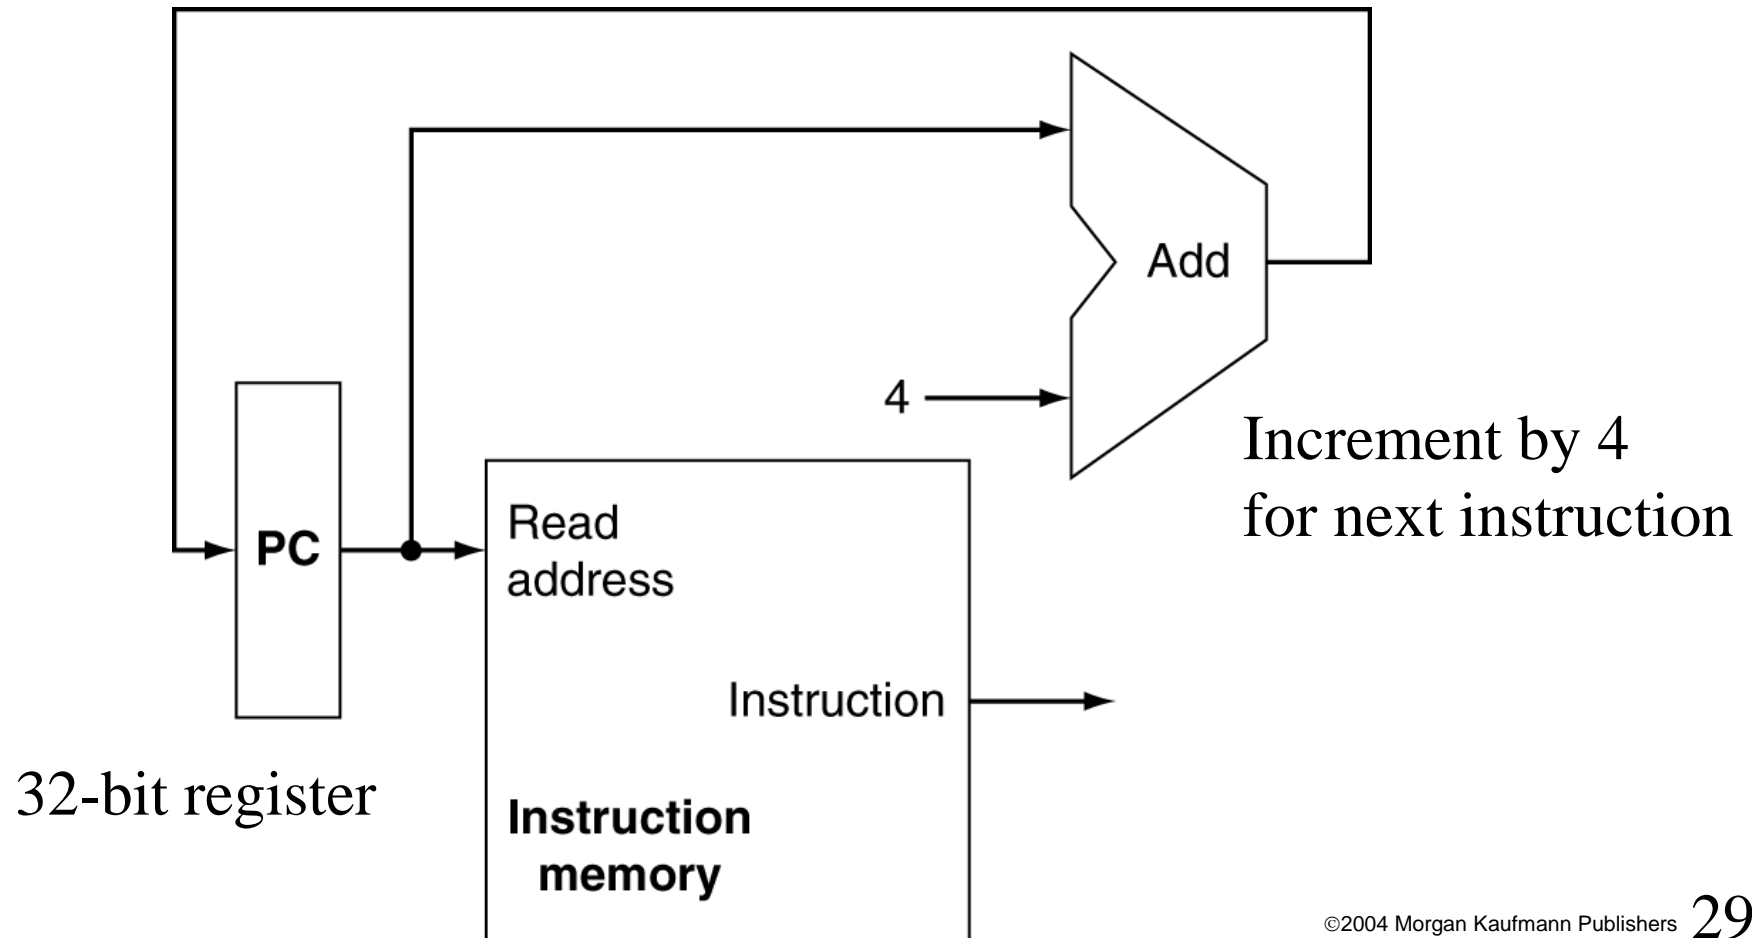 Add
4
Increment by 4
for next instruction
PC
Read
address
Instruction
32-bit register
Instruction
memory
©2004 Morgan Kaufmann Publishers 29